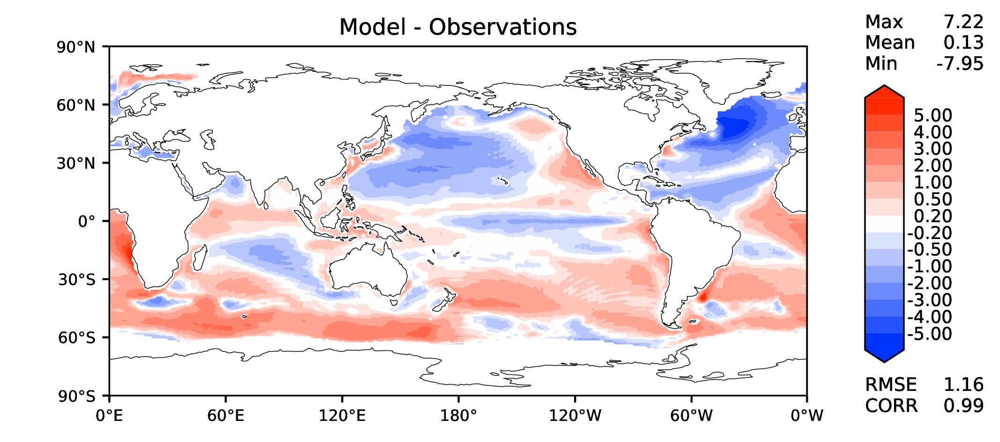 Model - Observations
Max 7.22
Mean 0.13
Min -7.95
90°N
60°N
30°N
0°
30°S
60°S
90°S
0°E 60°E 120°E 180° 120°W 60°W 0°W
5.00
4.00
3.00
2.00
1.00
0.50
0.20
-0.20
-0.50
-1.00
-2.00
-3.00
-4.00
-5.00
RMSE 1.16
CORR 0.99